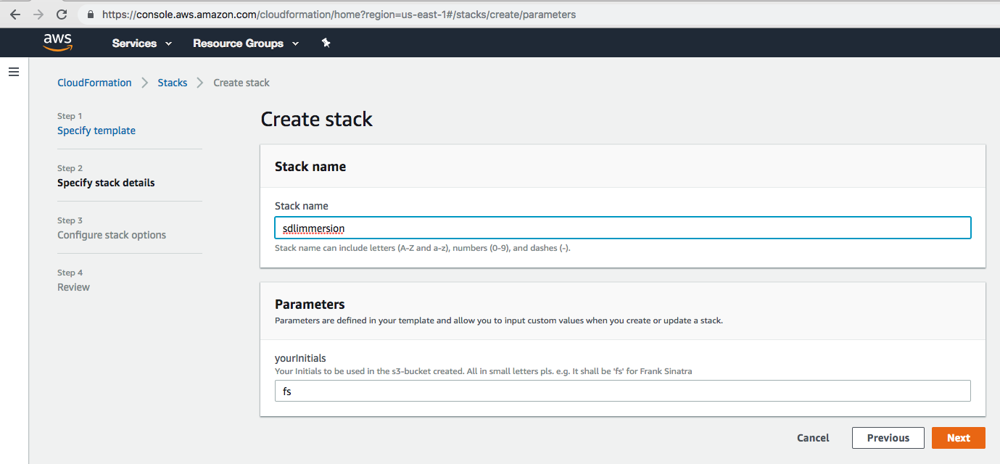 https://console.aws.amazon.com/cloudformation/home?region=us-east-1#/stacks/create/parameters
aws Services Resource Groups
CloudFormation Stacks Create stack
Step 1
Specify template
Step 2
Specify stack details
Step 3
Configure stack options
Step 4
Review
Create stack
Stack name
Stack name
sdlimmersion
Stack name can include letters (A-Z and a-z), numbers (0-9), and dashes (-).
Parameters
Parameters are defined in your template and allow you to input custom values when you create or update a stack.
yourInitials
Your Initials to be used in the s3-bucket created. All in small letters pls. e.g. It shall be 'fs' for Frank Sinatra
fs
Cancel Previous Next